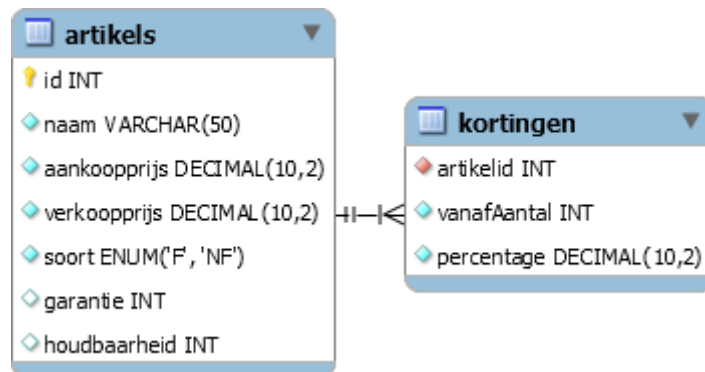 artikels
id INT
naam VARCHAR(50)
aankoopprijs DECIMAL(10,2)
verkoopprijs DECIMAL(10,2)
soort ENUM('F', 'NF')
garantie INT
houdbaarheid INT
kortingen
artikelid INT
vanafAantal INT
percentage DECIMAL(10,2)